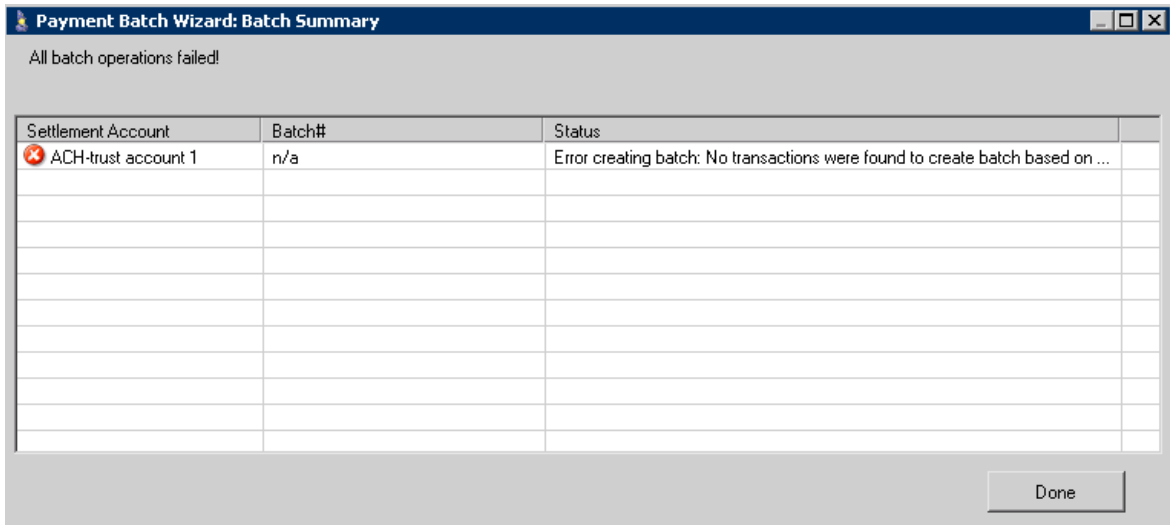 Payment Batch Wizard: Batch Summary
All batch operations failed!
Settlement Account Batch# Status
ACH-trust account 1 n/a Error creating batch: No transactions were found to create batch based on ...
Done